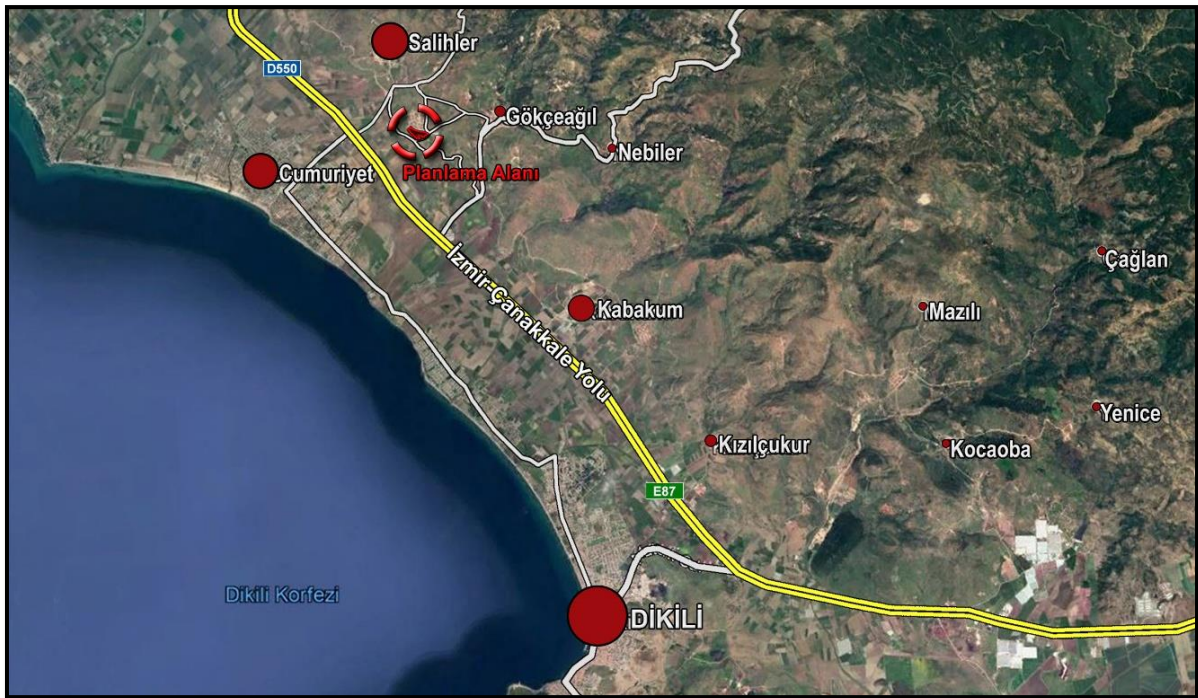 Salihler
D550
Gökçeağıl
Nebiler
Cumuriyet
Planlama Alanı
Çağlan
İzmir-Çanakkale Yolu
Kabakum
Mazılı
Yenice
Kızılçukur
Kocaoba
E87
Dikili Korfezi
DİKİLİ